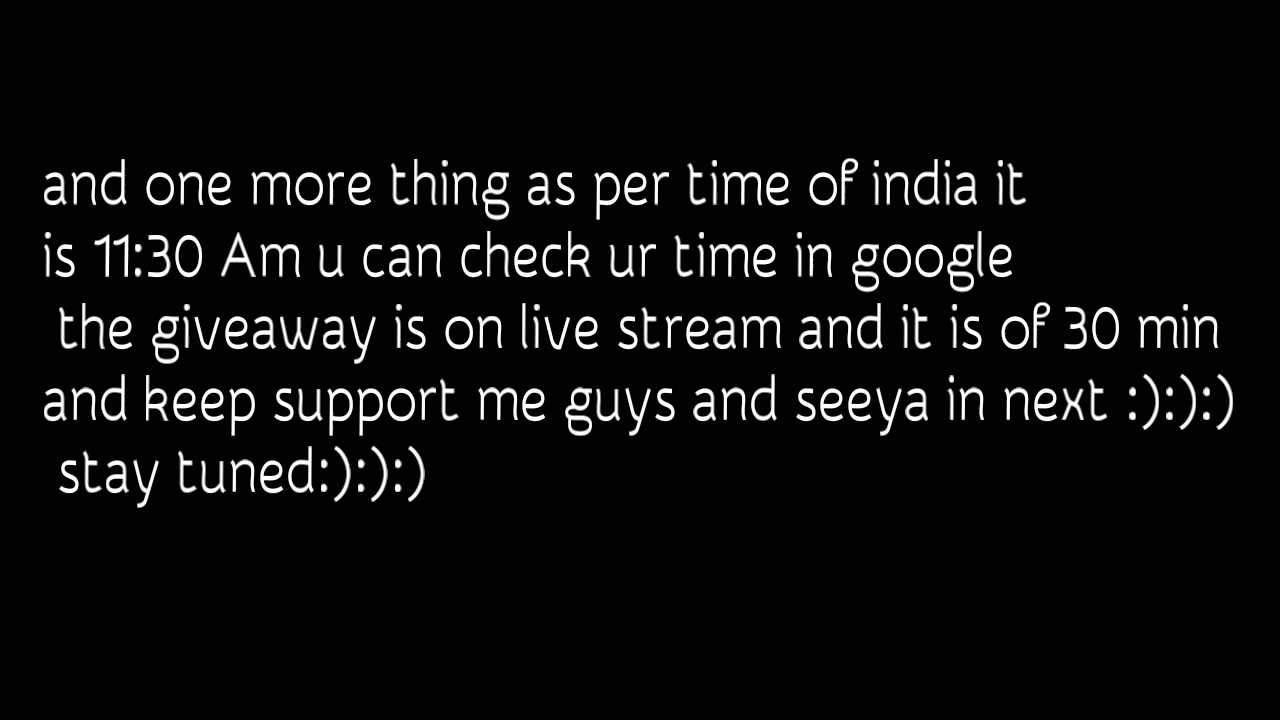 and one more thing as per time of india it
is 11:30 Am u can check ur time in google
the giveaway is on live stream and it is of 30 min
and keep support me guys and seeya in next :):):)
stay tuned:):):)